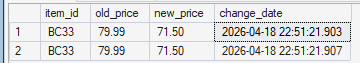 item_id old_price new_price change_date
1 BC33 79.99 71.50 2026-04-18 22:51:21.903
2 BC33 79.99 71.50 2026-04-18 22:51:21.907